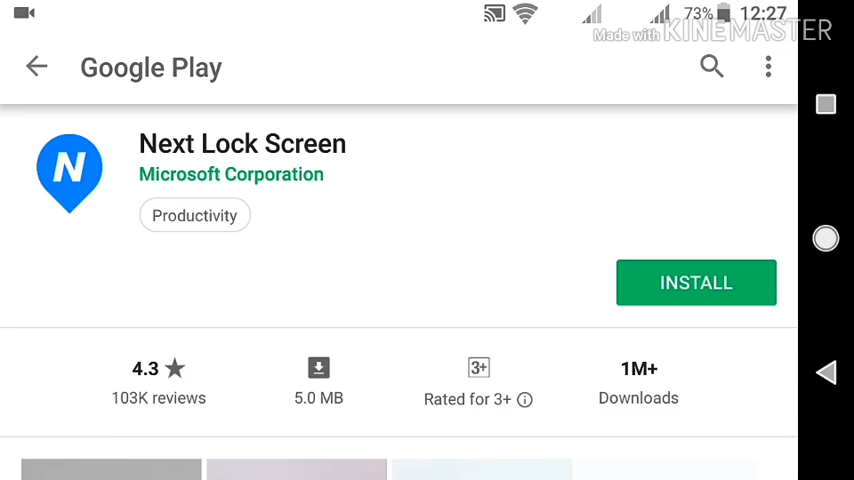 73% 12:27
Made with KINEMASTER
Google Play
N
Next Lock Screen
Microsoft Corporation
Productivity
INSTALL
4.3 ★ 3+ 1M+
103K reviews 5.0 MB Rated for 3+ Downloads